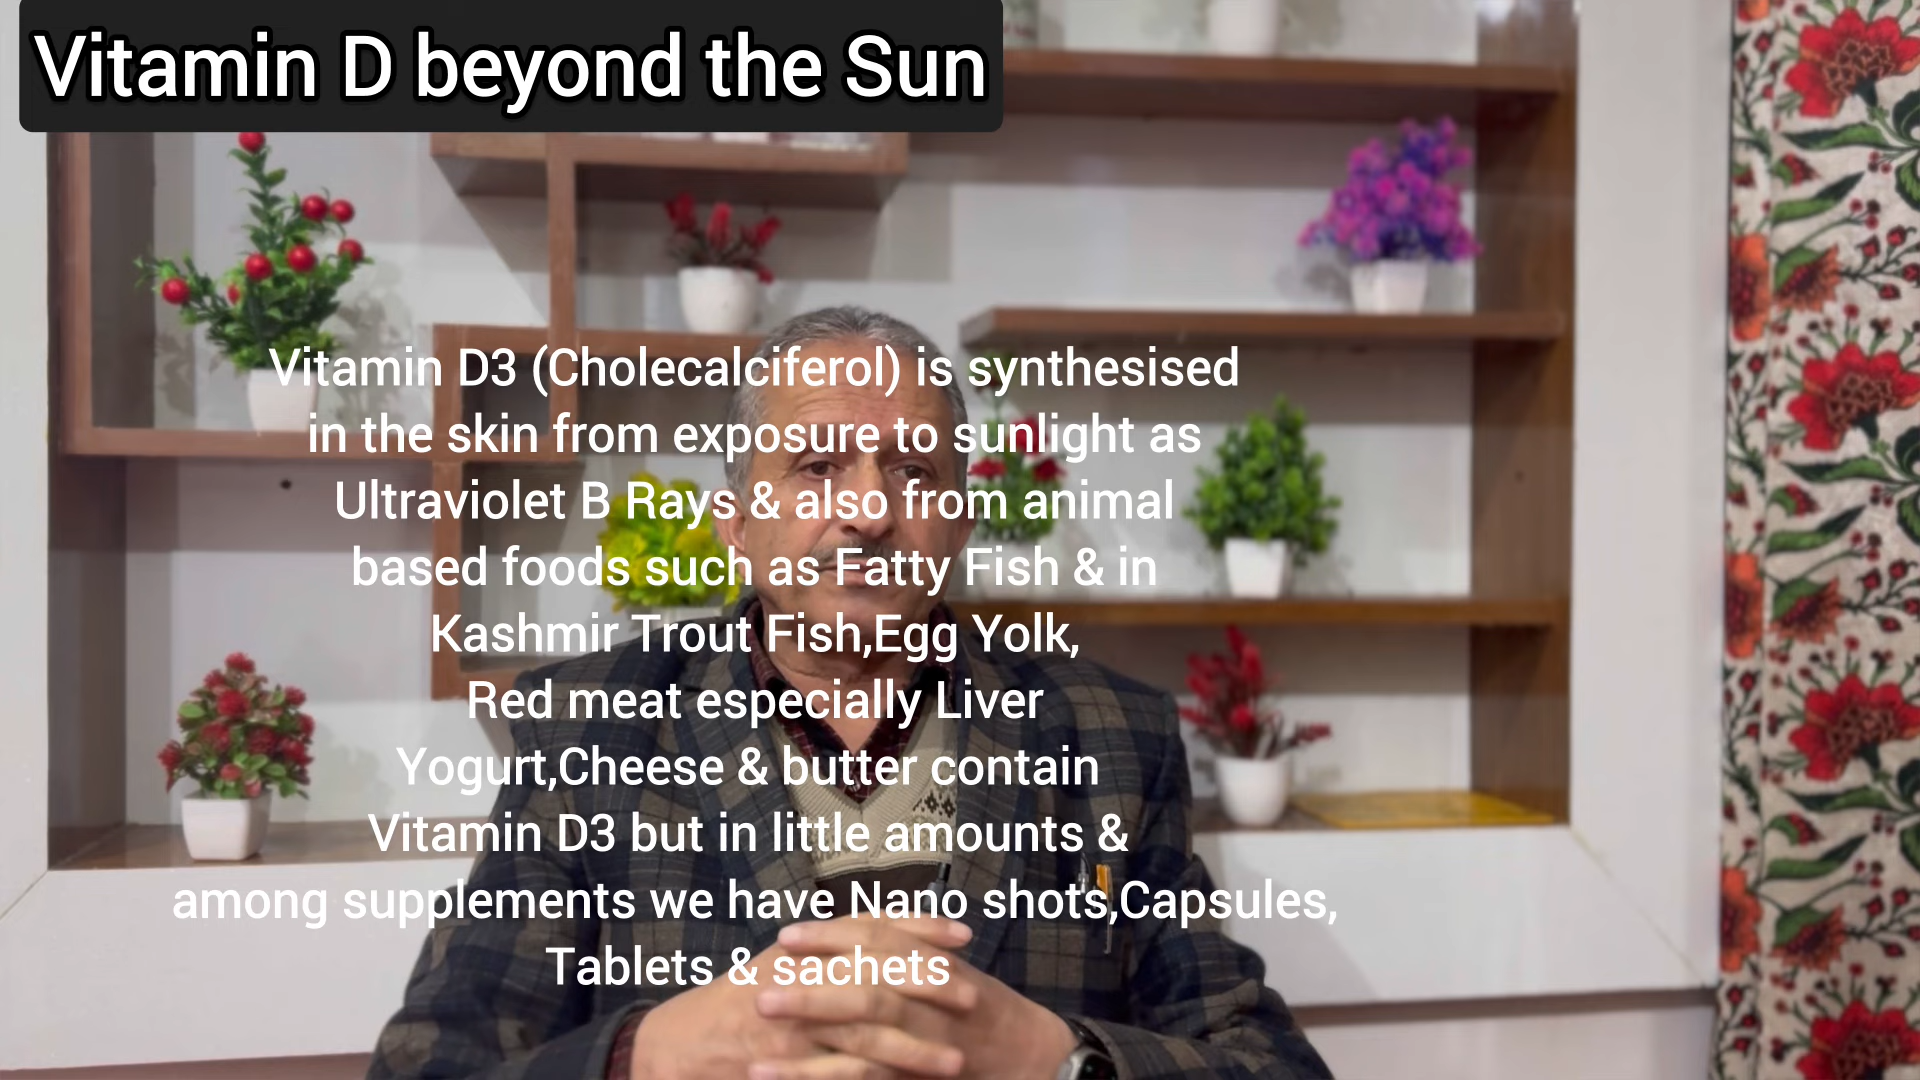 Vitamin D beyond the Sun
Vitamin D3 (Cholecalciferol) is synthesised
in the skin from exposure to sunlight as
Ultraviolet B Rays & also from animal
based foods such as Fatty Fish & in
Kashmir Trout Fish,Egg Yolk,
Red meat especially Liver
Yogurt,Cheese & butter contain
Vitamin D3 but in little amounts &
among supplements we have Nano shots,Capsules,
Tablets & sachets